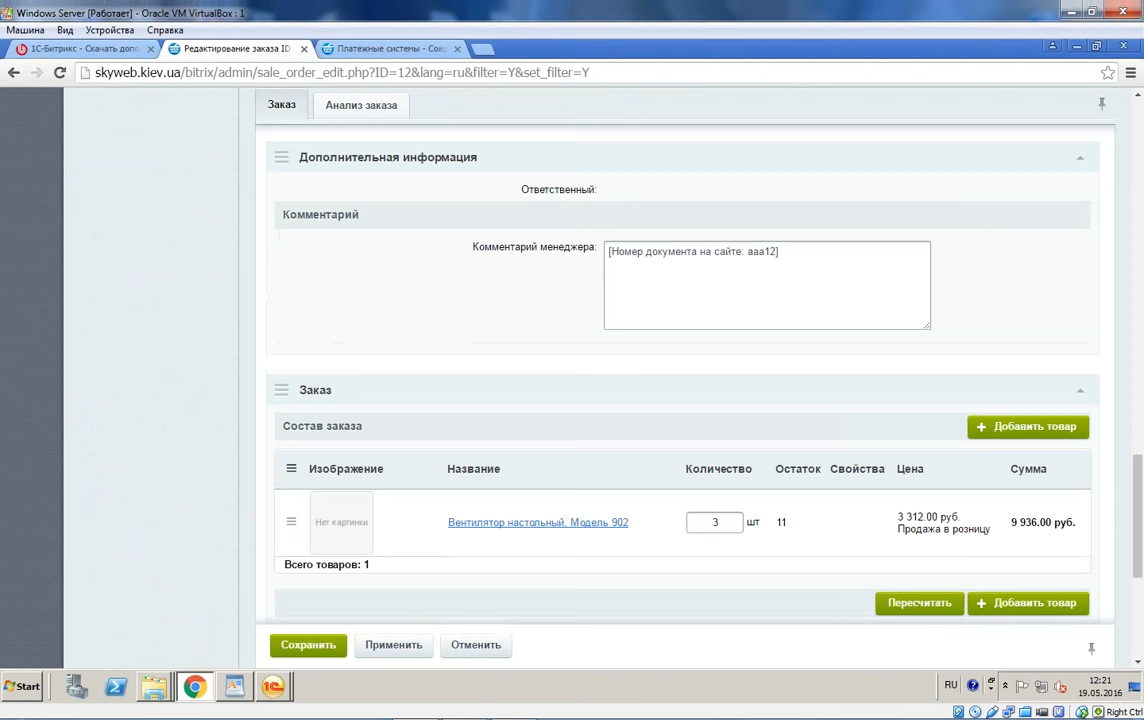 Windows Server [Работает] - Oracle VM VirtualBox : 1
Машина Вид Устройства Справка
1С-Битрикс - Скачать допо
Редактирование заказа ID
Платежные системы - Совр
skyweb.kiev.ua/bitrix/admin/sale_order_edit.php?ID=12&lang=ru&filter=Y&set_filter=Y
Заказ Анализ заказа
Дополнительная информация
Ответственный:
Комментарий
Комментарий менеджера: [Номер документа на сайте: aaa12]
Заказ
Состав заказа + Добавить товар
Изображение Название Количество Остаток Свойства Цена Сумма
Нет картинки Вентилятор настольный. Модель 902 3 шт 11 3 312.00 руб. 9 936.00 руб.
Продажа в розницу
Всего товаров: 1
Пересчитать + Добавить товар
Сохранить Применить Отменить
Start
RU
12:21
19.05.2016
Right Ctrl